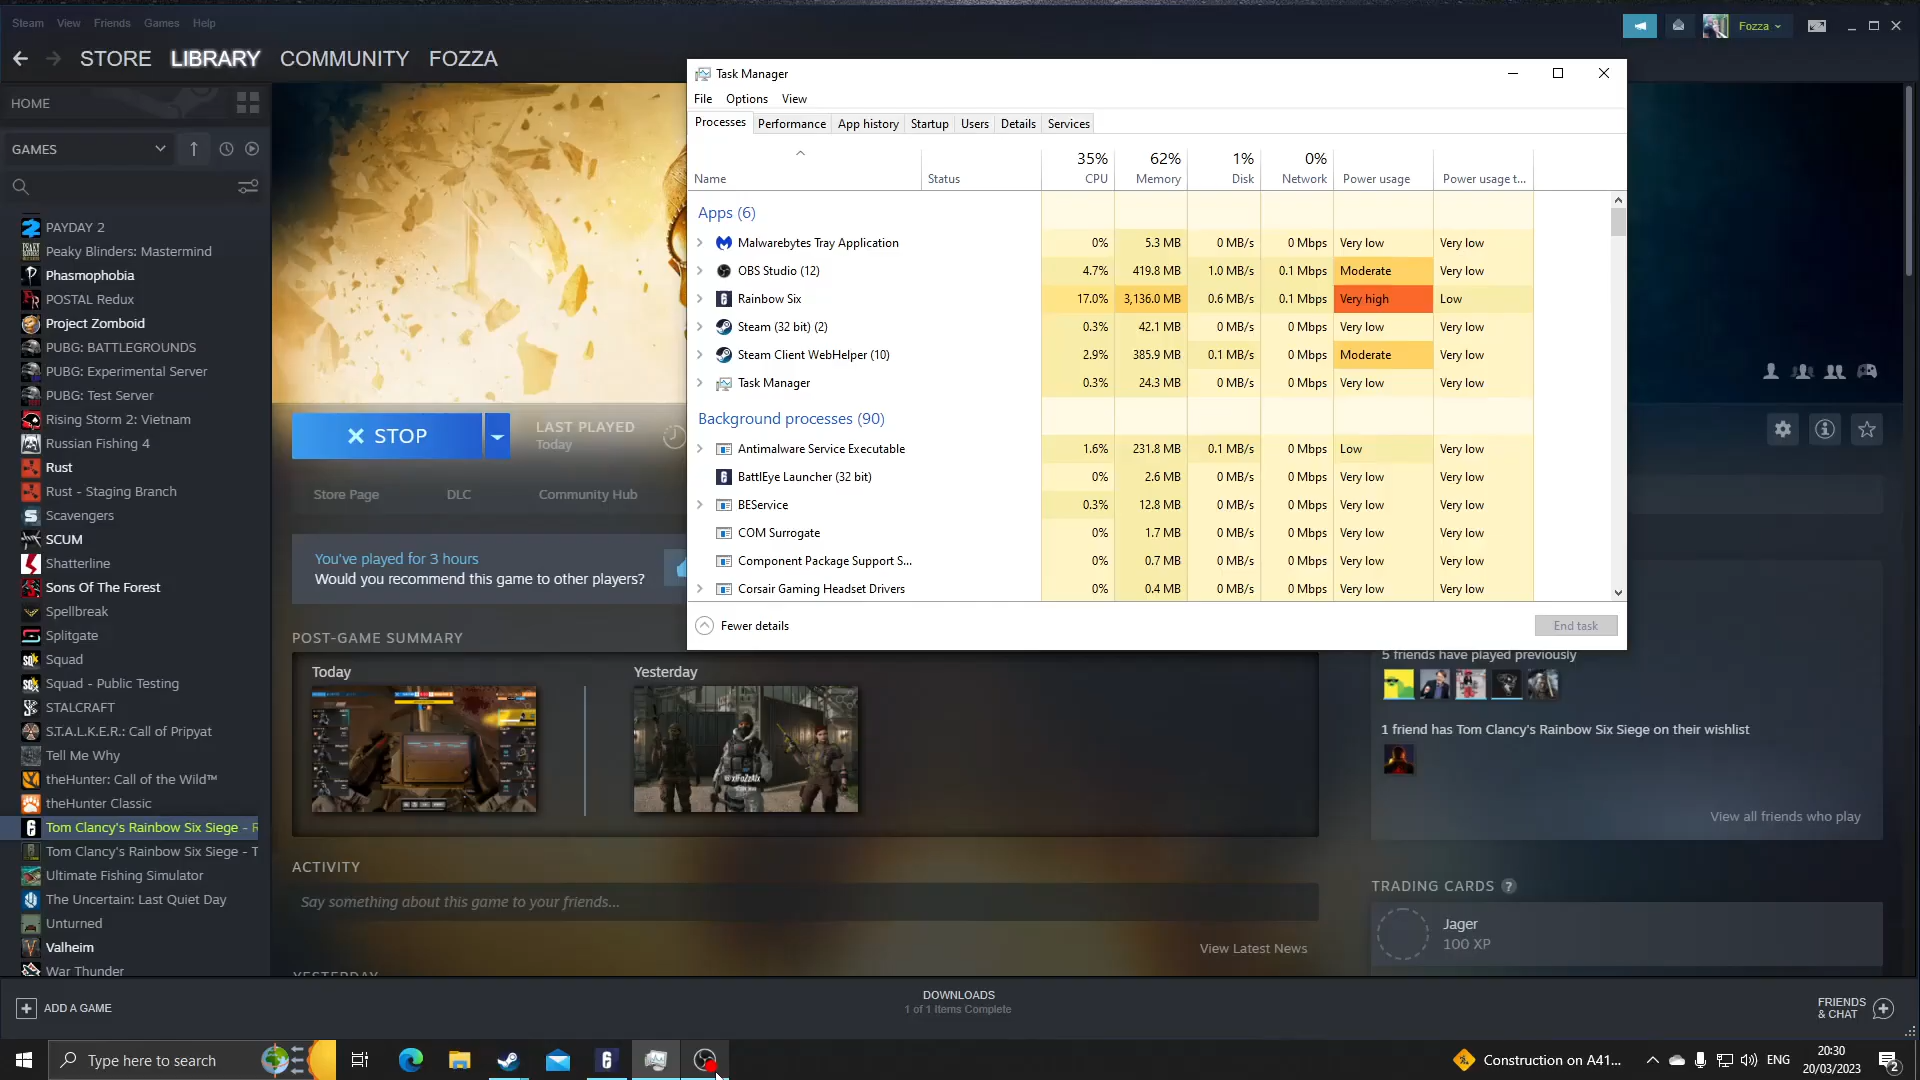 Steam View Friends Games Help
Fozza
STORE LIBRARY COMMUNITY FOZZA
HOME
GAMES
PAYDAY 2
Peaky Blinders: Mastermind
Phasmophobia
POSTAL Redux
Project Zomboid
PUBG: BATTLEGROUNDS
PUBG: Experimental Server
PUBG: Test Server
Rising Storm 2: Vietnam
Russian Fishing 4
Rust
Rust - Staging Branch
Scavengers
SCUM
Shatterline
Sons Of The Forest
Spellbreak
Splitgate
Squad
Squad - Public Testing
STALCRAFT
S.T.A.L.K.E.R.: Call of Pripyat
Tell Me Why
theHunter: Call of the Wild™
theHunter Classic
Tom Clancy's Rainbow Six Siege - R
Tom Clancy's Rainbow Six Siege - T
Ultimate Fishing Simulator
The Uncertain: Last Quiet Day
Unturned
Valheim
War Thunder
ADD A GAME
STOP
LAST PLAYED
Today
Store Page DLC Community Hub
You've played for 3 hours
Would you recommend this game to other players?
POST-GAME SUMMARY
Today Yesterday
ACTIVITY
Say something about this game to your friends...
View Latest News
YESTERDAY
Task Manager
File Options View
Processes Performance App history Startup Users Details Services
35% 62% 1% 0%
Name Status CPU Memory Disk Network Power usage Power usage t...
Apps (6)
Malwarebytes Tray Application 0% 5.3 MB 0 MB/s 0 Mbps Very low Very low
OBS Studio (12) 4.7% 419.8 MB 1.0 MB/s 0.1 Mbps Moderate Very low
Rainbow Six 17.0% 3,136.0 MB 0.6 MB/s 0.1 Mbps Very high Low
Steam (32 bit) (2) 0.3% 42.1 MB 0 MB/s 0 Mbps Very low Very low
Steam Client WebHelper (10) 2.9% 385.9 MB 0.1 MB/s 0 Mbps Moderate Very low
Task Manager 0.3% 24.3 MB 0 MB/s 0 Mbps Very low Very low
Background processes (90)
Antimalware Service Executable 1.6% 231.8 MB 0.1 MB/s 0 Mbps Low Very low
BattlEye Launcher (32 bit) 0% 2.6 MB 0 MB/s 0 Mbps Very low Very low
BEService 0.3% 12.8 MB 0 MB/s 0 Mbps Very low Very low
COM Surrogate 0% 1.7 MB 0 MB/s 0 Mbps Very low Very low
Component Package Support S... 0% 0.7 MB 0 MB/s 0 Mbps Very low Very low
Corsair Gaming Headset Drivers 0% 0.4 MB 0 MB/s 0 Mbps Very low Very low
Fewer details End task
5 friends have played previously
1 friend has Tom Clancy's Rainbow Six Siege on their wishlist
View all friends who play
TRADING CARDS ?
Jager
100 XP
DOWNLOADS
1 of 1 Items Complete
FRIENDS
& CHAT
Type here to search
Construction on A41...
ENG
20:30
20/03/2023
2